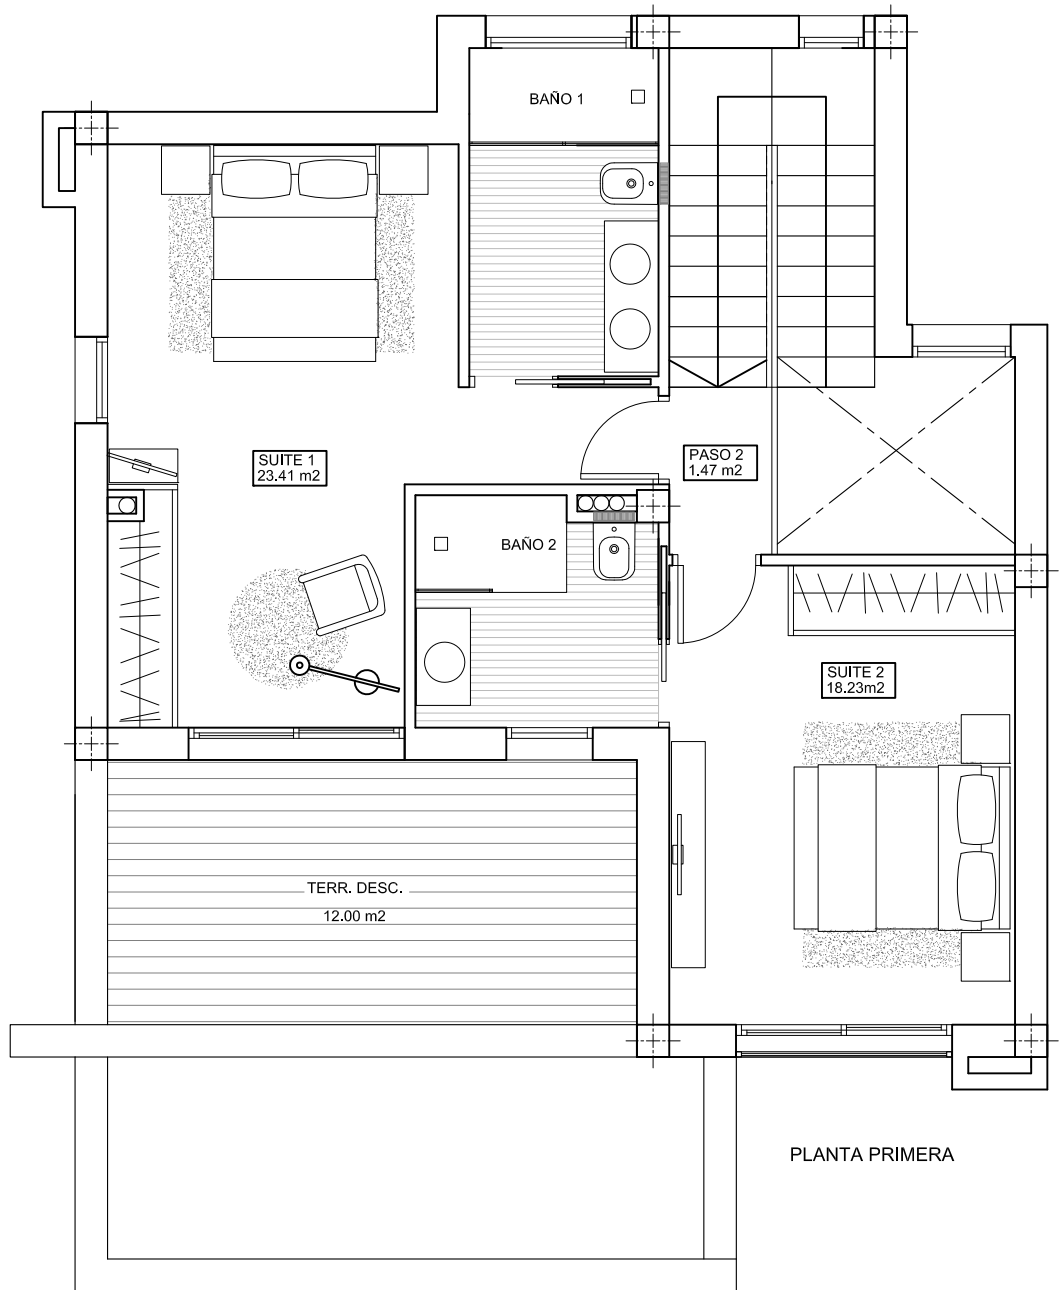 BAÑO 1
SUITE 1
23.41 m2
PASO 2
1.47 m2
BAÑO 2
SUITE 2
18.23m2
TERR. DESC.
12.00 m2
PLANTA PRIMERA